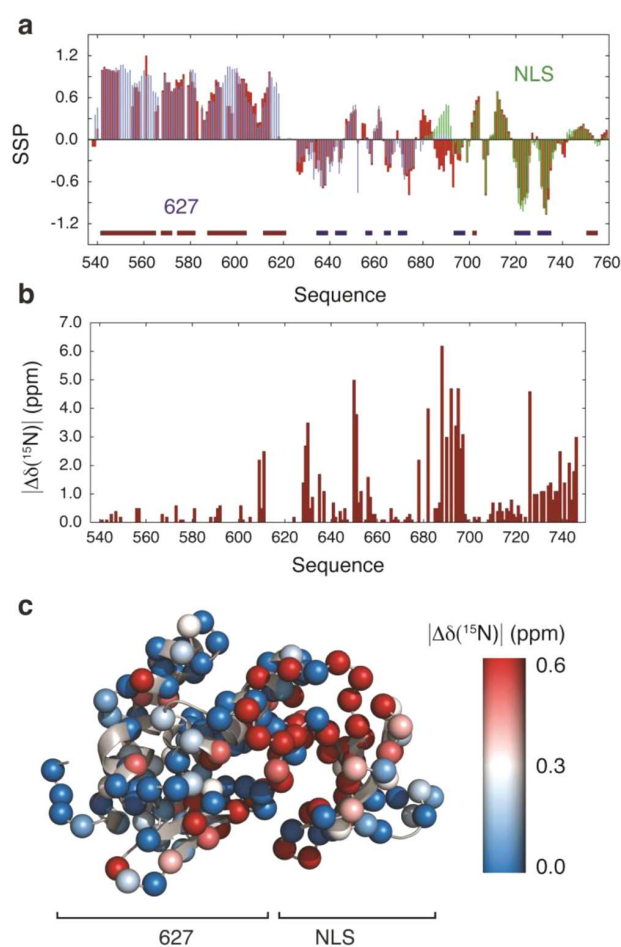 a
1.2
0.6
0.0
-0.6
-1.2
SSP
NLS
627
540 560 580 600 620 640 660 680 700 720 740 760
Sequence
b
7.0
6.0
5.0
4.0
3.0
2.0
1.0
0.0
|Δδ(¹⁵N)| (ppm)
540 560 580 600 620 640 660 680 700 720 740
Sequence
c
|Δδ(¹⁵N)| (ppm)
0.6
0.3
0.0
627 NLS